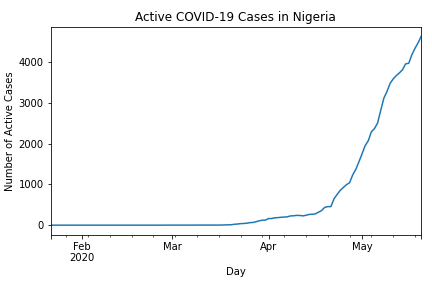 Active COVID-19 Cases in Nigeria
Number of Active Cases
4000
3000
2000
1000
0
Feb
2020
Mar
Apr
May
Day